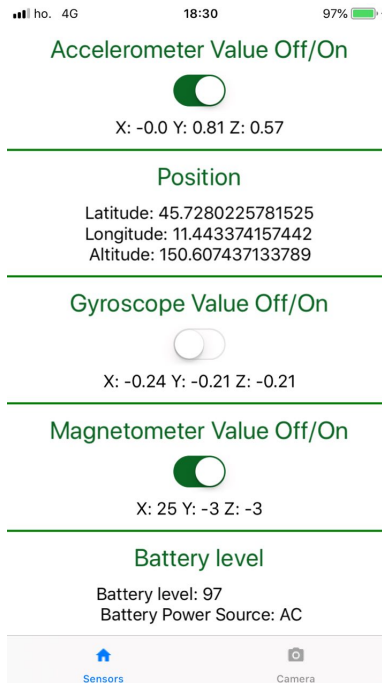 ho. 4G 18:30 97%
Accelerometer Value Off/On
X: -0.0 Y: 0.81 Z: 0.57
Position
Latitude: 45.7280225781525
Longitude: 11.443374157442
Altitude: 150.607437133789
Gyroscope Value Off/On
X: -0.24 Y: -0.21 Z: -0.21
Magnetometer Value Off/On
X: 25 Y: -3 Z: -3
Battery level
Battery level: 97
Battery Power Source: AC
Sensors Camera